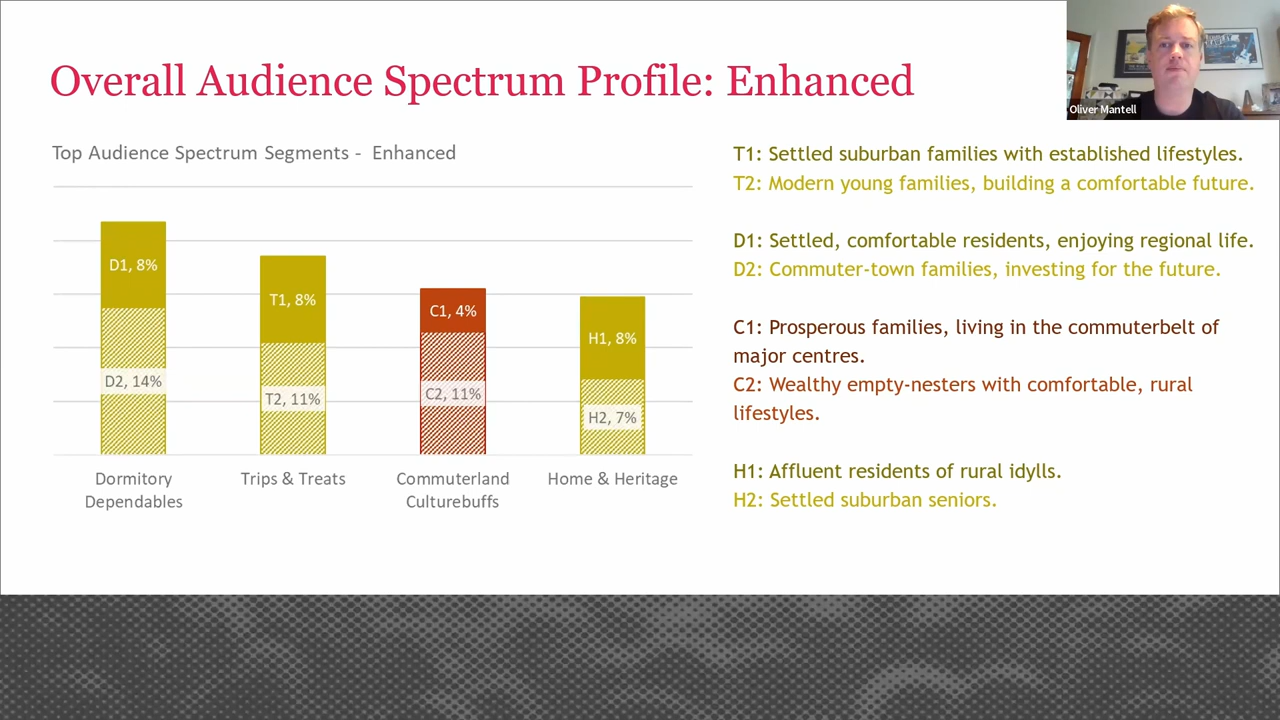 Overall Audience Spectrum Profile: Enhanced
Oliver Mantell
Top Audience Spectrum Segments - Enhanced
D1, 8%
D2, 14%
T1, 8%
T2, 11%
C1, 4%
C2, 11%
H1, 8%
H2, 7%
Dormitory
Dependables
Trips & Treats
Commuterland
Culturebuffs
Home & Heritage
T1: Settled suburban families with established lifestyles.
T2: Modern young families, building a comfortable future.
D1: Settled, comfortable residents, enjoying regional life.
D2: Commuter-town families, investing for the future.
C1: Prosperous families, living in the commuterbelt of
major centres.
C2: Wealthy empty-nesters with comfortable, rural
lifestyles.
H1: Affluent residents of rural idylls.
H2: Settled suburban seniors.